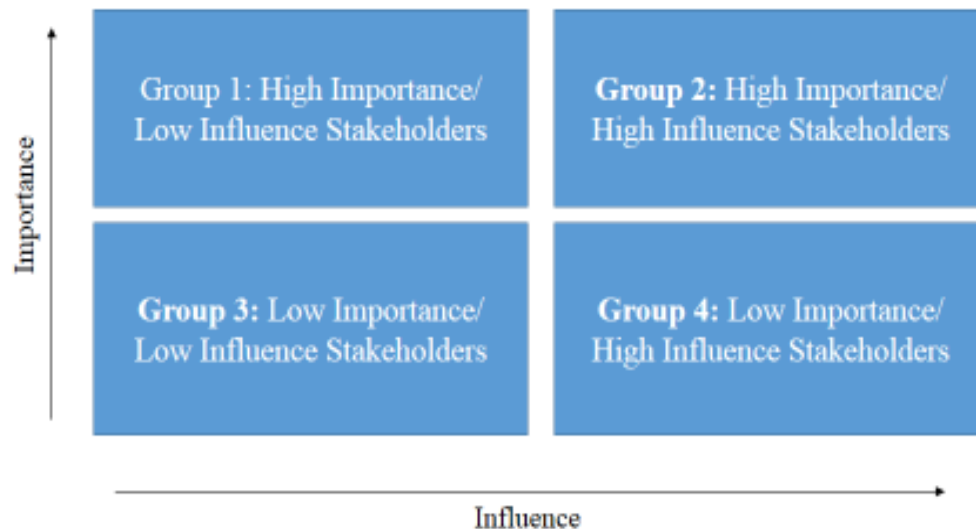 Group 1: High Importance/
Low Influence Stakeholders
Group 2: High Importance/
High Influence Stakeholders
Importance
Group 3: Low Importance/
Low Influence Stakeholders
Group 4: Low Importance/
High Influence Stakeholders
Influence